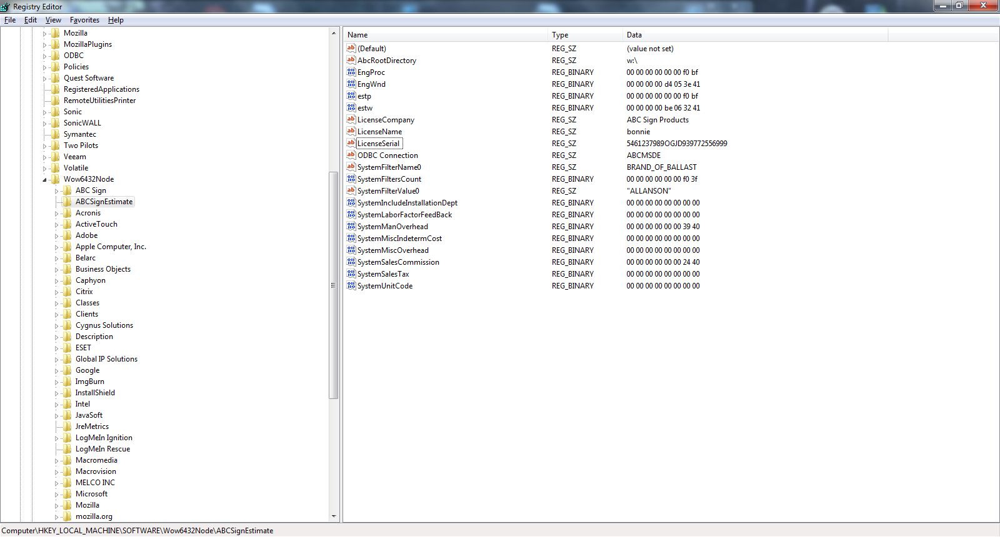 Registry Editor
File Edit View Favorites Help
Mozilla
MozillaPlugins
ODBC
Policies
Quest Software
RegisteredApplications
RemoteUtilitiesPrinter
Sonic
SonicWALL
Symantec
Two Pilots
Veeam
Volatile
Wow6432Node
ABC Sign
ABCSignEstimate
Acronis
ActiveTouch
Adobe
Apple Computer, Inc.
Belarc
Business Objects
Caphyon
Citrix
Classes
Clients
Cygnus Solutions
Description
ESET
Global IP Solutions
Google
ImgBurn
InstallShield
Intel
JavaSoft
JreMetrics
LogMeIn Ignition
LogMeIn Rescue
Macromedia
Macrovision
MELCO INC
Microsoft
Mozilla
mozilla.org
Name Type Data
(Default) REG_SZ (value not set)
AbcRootDirectory REG_SZ w:\
EngProc REG_BINARY 00 00 00 00 00 00 f0 bf
EngWnd REG_BINARY 00 00 00 00 d4 05 3e 41
estp REG_BINARY 00 00 00 00 00 00 f0 bf
estw REG_BINARY 00 00 00 00 be 06 32 41
LicenseCompany REG_SZ ABC Sign Products
LicenseName REG_SZ bonnie
LicenseSerial REG_SZ 5461237989OGJD939772556999
ODBC Connection REG_SZ ABCMSDE
SystemFilterName0 REG_SZ BRAND_OF_BALLAST
SystemFiltersCount REG_BINARY 00 00 00 00 00 00 f0 3f
SystemFilterValue0 REG_SZ "ALLANSON"
SystemIncludeInstallationDept REG_BINARY 00 00 00 00 00 00 00 00
SystemLaborFactorFeedBack REG_BINARY 00 00 00 00 00 00 00 00
SystemManOverhead REG_BINARY 00 00 00 00 00 00 39 40
SystemMiscIndetermCost REG_BINARY 00 00 00 00 00 00 00 00
SystemMiscOverhead REG_BINARY 00 00 00 00 00 00 00 00
SystemSalesCommission REG_BINARY 00 00 00 00 00 00 24 40
SystemSalesTax REG_BINARY 00 00 00 00 00 00 00 00
SystemUnitCode REG_BINARY 00 00 00 00 00 00 00 00
Computer\HKEY_LOCAL_MACHINE\SOFTWARE\Wow6432Node\ABCSignEstimate